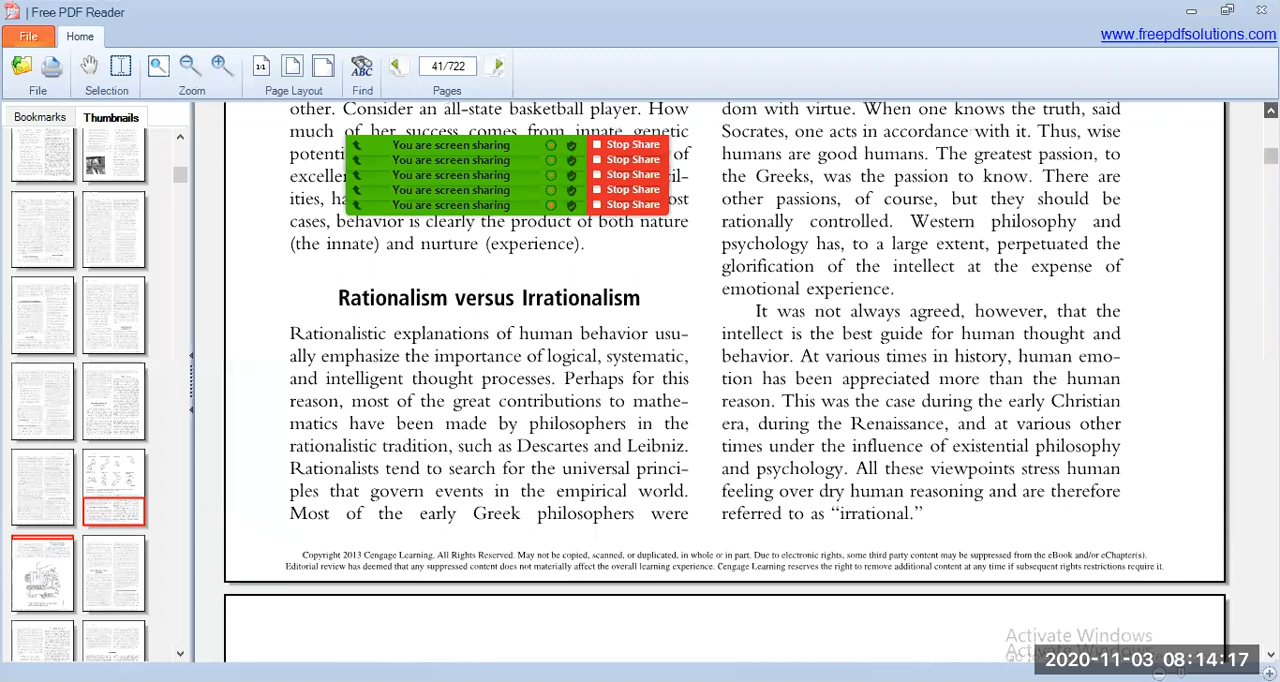 | Free PDF Reader
File
Home
www.freepdfsolutions.com
1:1
ABC
41/722
File
Selection
Zoom
Page Layout
Find
Pages
Bookmarks
Thumbnails
other. Consider an all-state basketball player. How
much of her success comes from innate genetic
potenti
of
excellen
il-
ities, ha
ost
cases, behavior is clearly the product of both nature
(the innate) and nurture (experience).
You are screen sharing Stop Share
You are screen sharing Stop Share
You are screen sharing Stop Share
You are screen sharing Stop Share
You are screen sharing Stop Share
Rationalism versus Irrationalism
Rationalistic explanations of human behavior usu-
ally emphasize the importance of logical, systematic,
and intelligent thought processes. Perhaps for this
reason, most of the great contributions to mathe-
matics have been made by philosophers in the
rationalistic tradition, such as Descartes and Leibniz.
Rationalists tend to search for the universal princi-
ples that govern events in the empirical world.
Most of the early Greek philosophers were
dom with virtue. When one knows the truth, said
Socrates, one acts in accordance with it. Thus, wise
humans are good humans. The greatest passion, to
the Greeks, was the passion to know. There are
other passions, of course, but they should be
rationally controlled. Western philosophy and
psychology has, to a large extent, perpetuated the
glorification of the intellect at the expense of
emotional experience.
It was not always agreed, however, that the
intellect is the best guide for human thought and
behavior. At various times in history, human emo-
tion has been appreciated more than the human
reason. This was the case during the early Christian
era, during the Renaissance, and at various other
times under the influence of existential philosophy
and psychology. All these viewpoints stress human
feeling over dry human reasoning and are therefore
referred to as “irrational.”
Copyright 2013 Cengage Learning. All Rights Reserved. May not be copied, scanned, or duplicated, in whole or in part. Due to electronic rights, some third party content may be suppressed from the eBook and/or eChapter(s).
Editorial review has deemed that any suppressed content does not materially affect the overall learning experience. Cengage Learning reserves the right to remove additional content at any time if subsequent rights restrictions require it.
Activate Windows
Activate Windows
2020-11-03 08:14:17